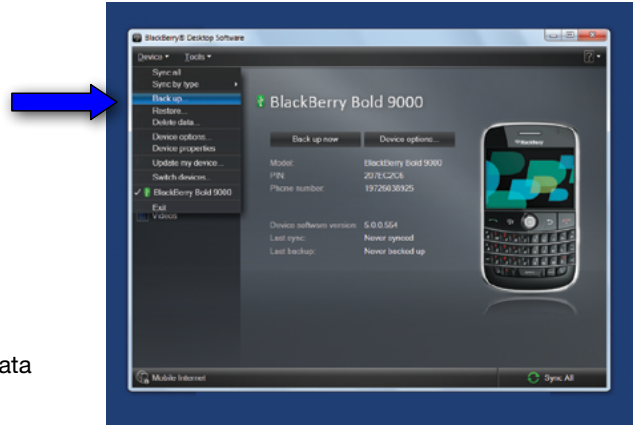 BlackBerry® Desktop Software
Device Tools ?
Sync all
Sync by type
Back up...
Restore...
Delete data...
Device options...
Device properties
Update my device...
Switch devices...
BlackBerry Bold 9000
Exit
Videos
BlackBerry Bold 9000
Back up now Device options...
Model: BlackBerry Bold 9000
PIN: 207EC2C6
Phone number: 19726038925
Device software version: 5.0.0.554
Last sync: Never synced
Last backup: Never backed up
BlackBerry
ata
Mobile Internet Sync All